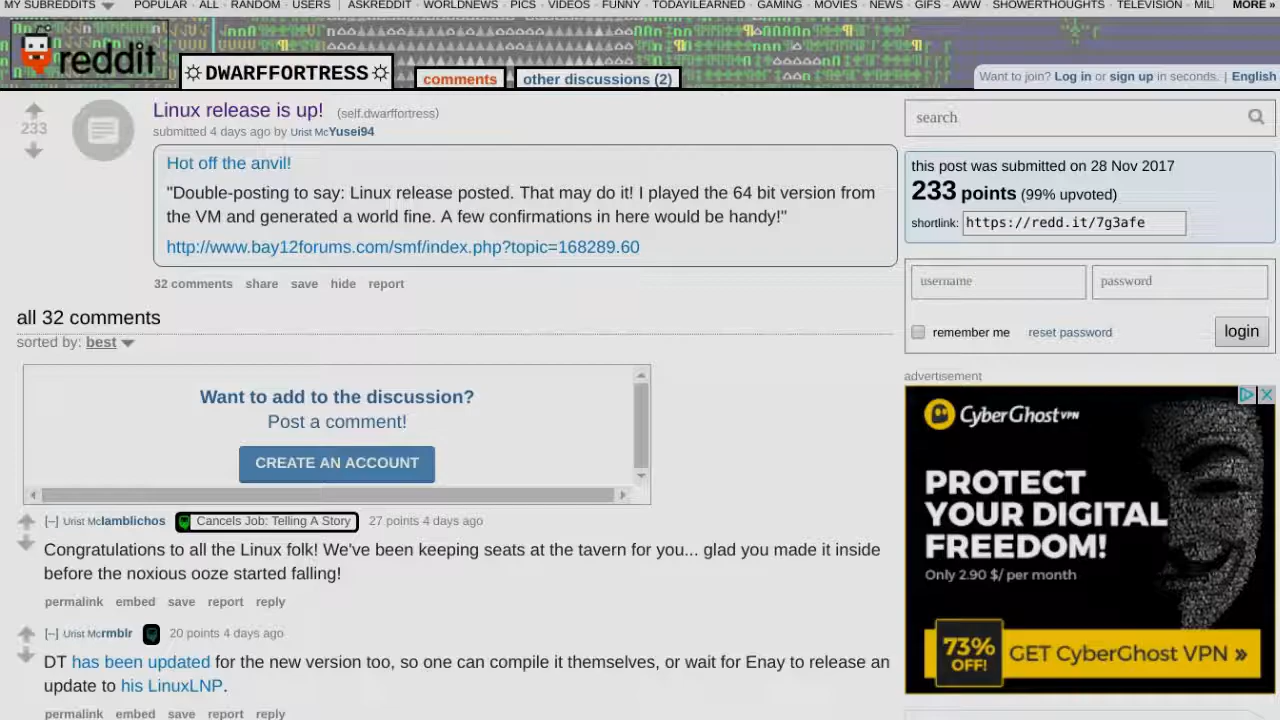 MY SUBREDDITS POPULAR - ALL - RANDOM - USERS | ASKREDDIT - WORLDNEWS - PICS - VIDEOS - FUNNY - TODAYILEARNED - GAMING - MOVIES - NEWS - GIFS - AWW - SHOWERTHOUGHTS - TELEVISION - MIL MORE »
reddit DWARFFORTRESS comments other discussions (2)
Want to join? Log in or sign up in seconds. | English
Linux release is up! (self.dwarffortress)
233
submitted 4 days ago by Urist McYusei94
Hot off the anvil!
"Double-posting to say: Linux release posted. That may do it! I played the 64 bit version from
the VM and generated a world fine. A few confirmations in here would be handy!"
http://www.bay12forums.com/smf/index.php?topic=168289.60
32 comments share save hide report
all 32 comments
sorted by: best
Want to add to the discussion?
Post a comment!
CREATE AN ACCOUNT
[–] Urist McIamblichos Cancels Job: Telling A Story 27 points 4 days ago
Congratulations to all the Linux folk! We've been keeping seats at the tavern for you... glad you made it inside
before the noxious ooze started falling!
permalink embed save report reply
[–] Urist Mcrmblr 20 points 4 days ago
DT has been updated for the new version too, so one can compile it themselves, or wait for Enay to release an
update to his LinuxLNP.
permalink embed save report reply
search
this post was submitted on 28 Nov 2017
233 points (99% upvoted)
shortlink: https://redd.it/7g3afe
username password
remember me reset password login
advertisement
CyberGhost VPN
PROTECT
YOUR DIGITAL
FREEDOM!
Only 2.90 $/ per month
73%
OFF!
GET CyberGhost VPN »